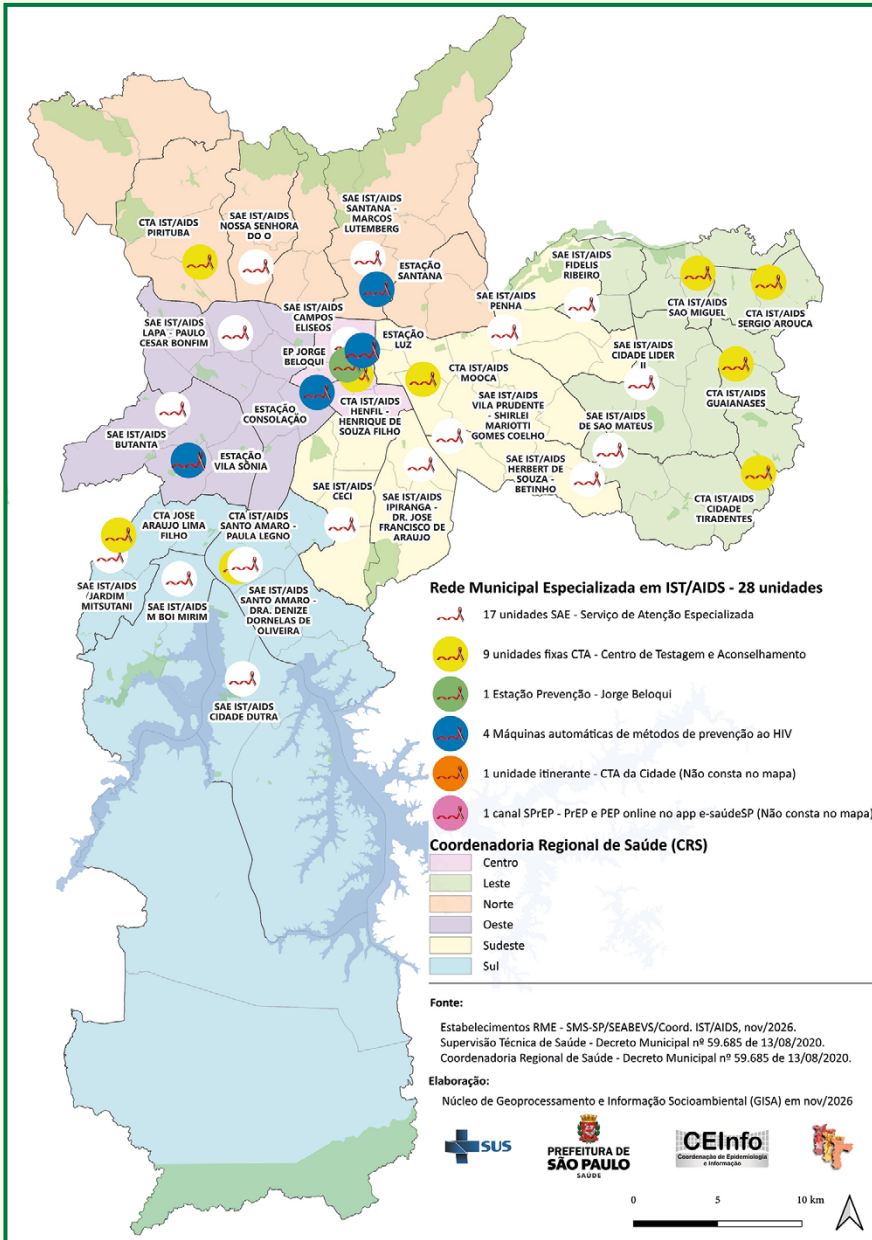 CTA IST/AIDS
PIRITUBA
SAE IST/AIDS
NOSSA SENHORA
DO O
SAE IST/AIDS
SANTANA -
MARCOS
LUTEMBERG
ESTAÇÃO
SANTANA
SAE IST/AIDS
FIDELIS
RIBEIRO
SAE IST/AIDS
PENHA
CTA IST/AIDS
SAO MIGUEL
CTA IST/AIDS
SERGIO AROUCA
SAE IST/AIDS
LAPA - PAULO
CESAR BONFIM
SAE IST/AIDS
CAMPOS
ELISEOS
ESTAÇÃO
LUZ
EP JORGE
BELOQUI
CTA IST/AIDS
MOOCA
SAE IST/AIDS
CIDADE LIDER
II
CTA IST/AIDS
GUAIANASES
ESTAÇÃO
CONSOLAÇÃO
CTA IST/AIDS
HENFIL -
HENRIQUE DE
SOUZA FILHO
SAE IST/AIDS
VILA PRUDENTE
- SHIRLEI
MARIOTTI
GOMES COELHO
SAE IST/AIDS
DE SAO MATEUS
SAE IST/AIDS
BUTANTA
ESTAÇÃO
VILA SÔNIA
SAE IST/AIDS
HERBERT DE
SOUZA -
BETINHO
CTA IST/AIDS
CIDADE
TIRADENTES
SAE IST/AIDS
CECI
SAE IST/AIDS
IPIRANGA -
DR. JOSE
FRANCISCO DE
ARAUJO
CTA JOSE
ARAUJO LIMA
FILHO
CTA IST/AIDS
SANTO AMARO -
PAULA LEGNO
SAE IST/AIDS
JARDIM
MITSUTANI
SAE IST/AIDS
M BOI MIRIM
SAE IST/AIDS
SANTO AMARO -
DRA. DENIZE
DORNELAS DE
OLIVEIRA
SAE IST/AIDS
CIDADE DUTRA
Rede Municipal Especializada em IST/AIDS - 28 unidades
17 unidades SAE - Serviço de Atenção Especializada
9 unidades fixas CTA - Centro de Testagem e Aconselhamento
1 Estação Prevenção - Jorge Beloqui
4 Máquinas automáticas de métodos de prevenção ao HIV
1 unidade itinerante - CTA da Cidade (Não consta no mapa)
1 canal SPrEP - PrEP e PEP online no app e-saúdeSP (Não consta no mapa)
Coordenadoria Regional de Saúde (CRS)
Centro
Leste
Norte
Oeste
Sudeste
Sul
Fonte:
Estabelecimentos RME - SMS-SP/SEABEVS/Coord. IST/AIDS, nov/2026.
Supervisão Técnica de Saúde - Decreto Municipal nº 59.685 de 13/08/2020.
Coordenadoria Regional de Saúde - Decreto Municipal nº 59.685 de 13/08/2020.
Elaboração:
Núcleo de Geoprocessamento e Informação Socioambiental (GISA) em nov/2026
SUS
PREFEITURA DE
SÃO PAULO
SAÚDE
CEInfo
Coordenação de Epidemiologia
e Informação
0 5 10 km